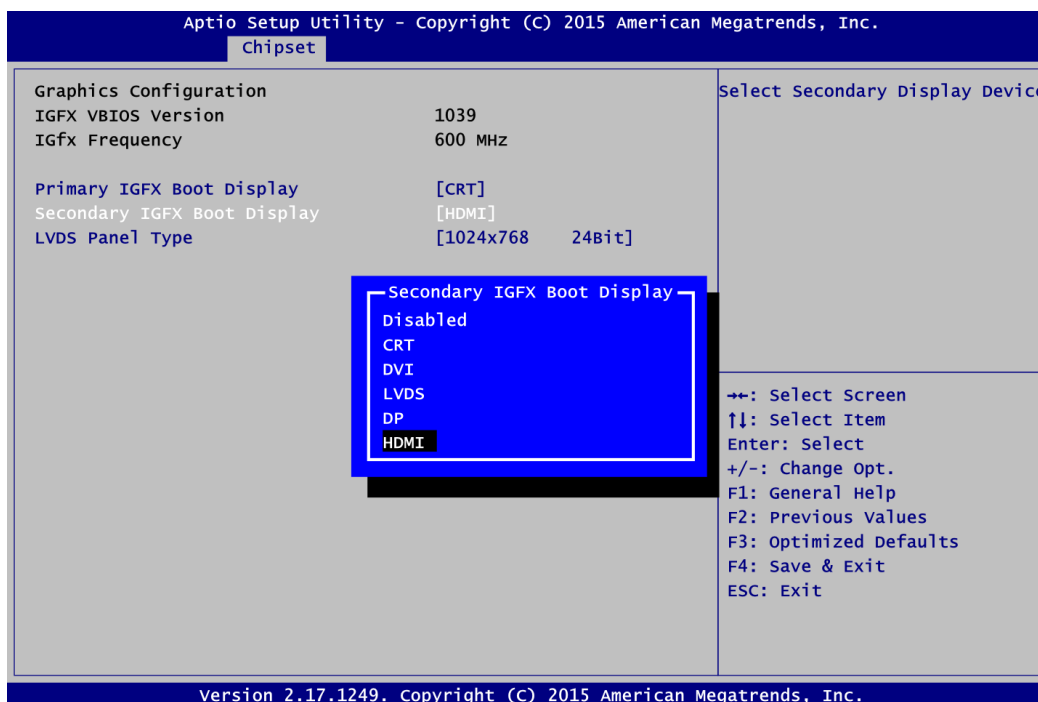 Aptio Setup Utility – Copyright (C) 2015 American Megatrends, Inc.
Chipset
Graphics Configuration
IGFX VBIOS Version 1039
IGfx Frequency 600 MHz
Primary IGFX Boot Display [CRT]
Secondary IGFX Boot Display [HDMI]
LVDS Panel Type [1024x768 24Bit]
Secondary IGFX Boot Display
Disabled
CRT
DVI
LVDS
DP
HDMI
Select Secondary Display Device
→←: Select Screen
↑↓: Select Item
Enter: Select
+/-: Change Opt.
F1: General Help
F2: Previous Values
F3: Optimized Defaults
F4: Save & Exit
ESC: Exit
Version 2.17.1249. Copyright (C) 2015 American Megatrends, Inc.